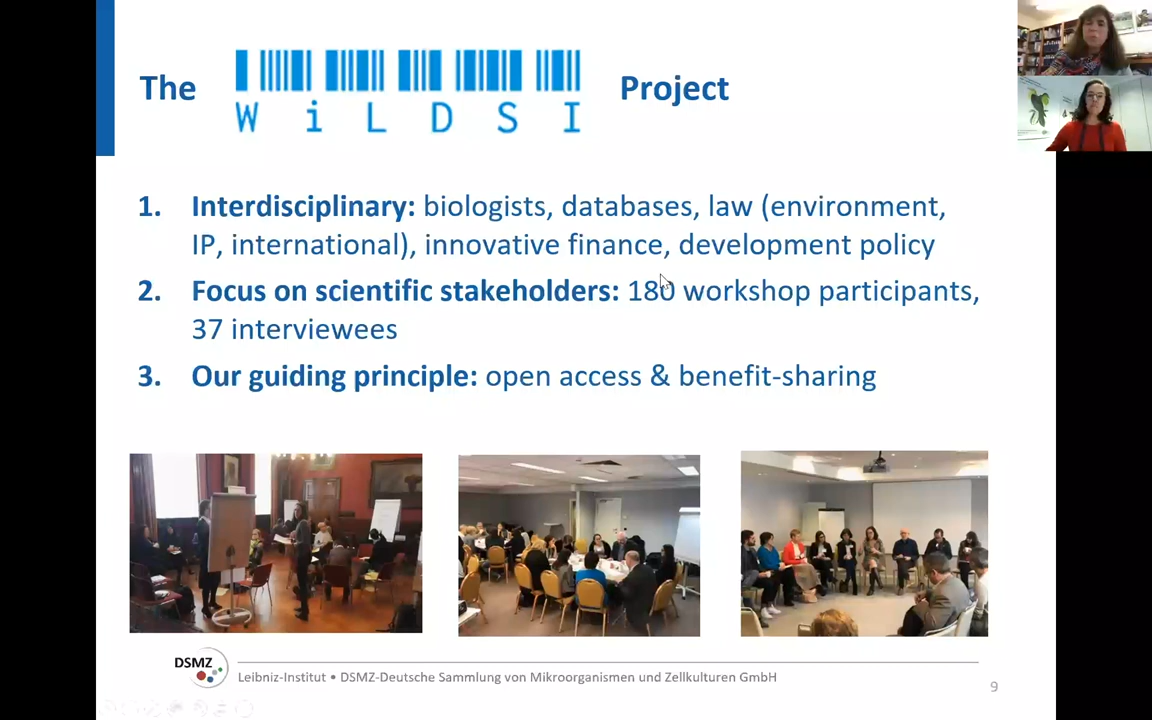 The WiLDSI Project
1. Interdisciplinary: biologists, databases, law (environment,
IP, international), innovative finance, development policy
2. Focus on scientific stakeholders: 180 workshop participants,
37 interviewees
3. Our guiding principle: open access & benefit-sharing
DSMZ
Leibniz-Institut • DSMZ-Deutsche Sammlung von Mikroorganismen und Zellkulturen GmbH
9